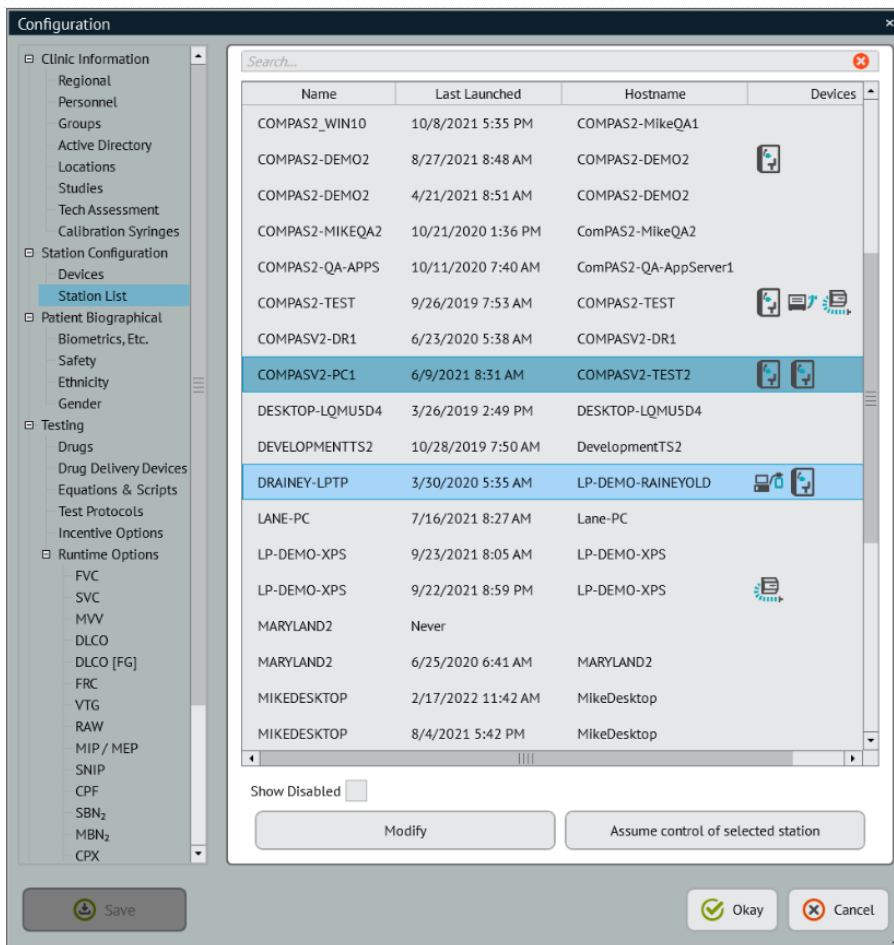 Configuration
Clinic Information
Regional
Personnel
Groups
Active Directory
Locations
Studies
Tech Assessment
Calibration Syringes
Station Configuration
Devices
Station List
Patient Biographical
Biometrics, Etc.
Safety
Ethnicity
Gender
Testing
Drugs
Drug Delivery Devices
Equations & Scripts
Test Protocols
Incentive Options
Runtime Options
FVC
SVC
MVV
DLCO
DLCO [FG]
FRC
VTG
RAW
MIP / MEP
SNIP
CPF
SBN₂
MBN₂
CPX
Search...
Name Last Launched Hostname Devices
COMPAS2_WIN10 10/8/2021 5:35 PM COMPAS2-MikeQA1
COMPAS2-DEMO2 8/27/2021 8:48 AM COMPAS2-DEMO2
COMPAS2-DEMO2 4/21/2021 8:51 AM COMPAS2-DEMO2
COMPAS2-MIKEQA2 10/21/2020 1:36 PM ComPAS2-MikeQA2
COMPAS2-QA-APPS 10/11/2020 7:40 AM ComPAS2-QA-AppServer1
COMPAS2-TEST 9/26/2019 7:53 AM COMPAS2-TEST
COMPASV2-DR1 6/23/2020 5:38 AM COMPASV2-DR1
COMPASV2-PC1 6/9/2021 8:31 AM COMPASV2-TEST2
DESKTOP-LQMU5D4 3/26/2019 2:49 PM DESKTOP-LQMU5D4
DEVELOPMENTTS2 10/28/2019 7:50 AM DevelopmentTS2
DRAINEY-LPTP 3/30/2020 5:35 AM LP-DEMO-RAINEYOLD
LANE-PC 7/16/2021 8:27 AM Lane-PC
LP-DEMO-XPS 9/23/2021 8:05 AM LP-DEMO-XPS
LP-DEMO-XPS 9/22/2021 8:59 PM LP-DEMO-XPS
MARYLAND2 Never
MARYLAND2 6/25/2020 6:41 AM MARYLAND2
MIKEDESKTOP 2/17/2022 11:42 AM MikeDesktop
MIKEDESKTOP 8/4/2021 5:42 PM MikeDesktop
Show Disabled
Modify Assume control of selected station
Save Okay Cancel